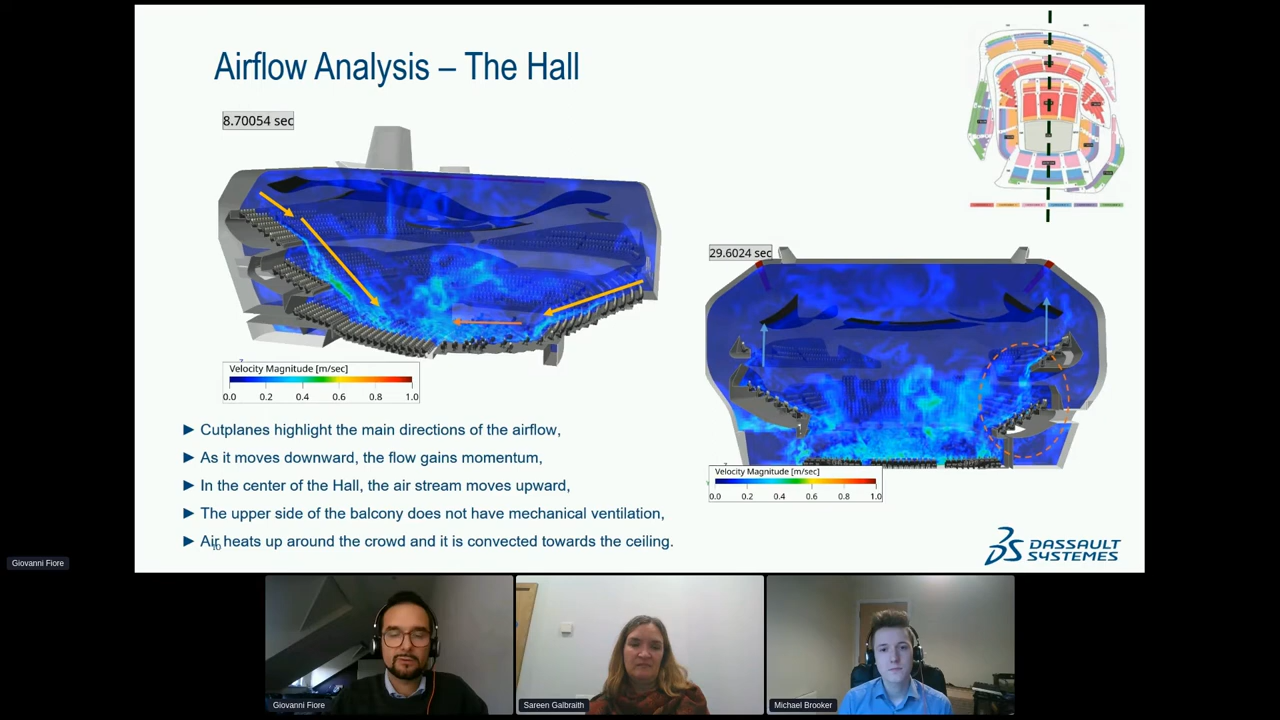 Airflow Analysis – The Hall
8.70054 sec
29.6024 sec
Velocity Magnitude [m/sec]
0.0 0.2 0.4 0.6 0.8 1.0
Velocity Magnitude [m/sec]
0.0 0.2 0.4 0.6 0.8 1.0
► Cutplanes highlight the main directions of the airflow,
► As it moves downward, the flow gains momentum,
► In the center of the Hall, the air stream moves upward,
► The upper side of the balcony does not have mechanical ventilation,
► Air heats up around the crowd and it is convected towards the ceiling.
10
DASSAULT
SYSTEMES
Giovanni Fiore
Giovanni Fiore
Sareen Galbraith
Michael Brooker